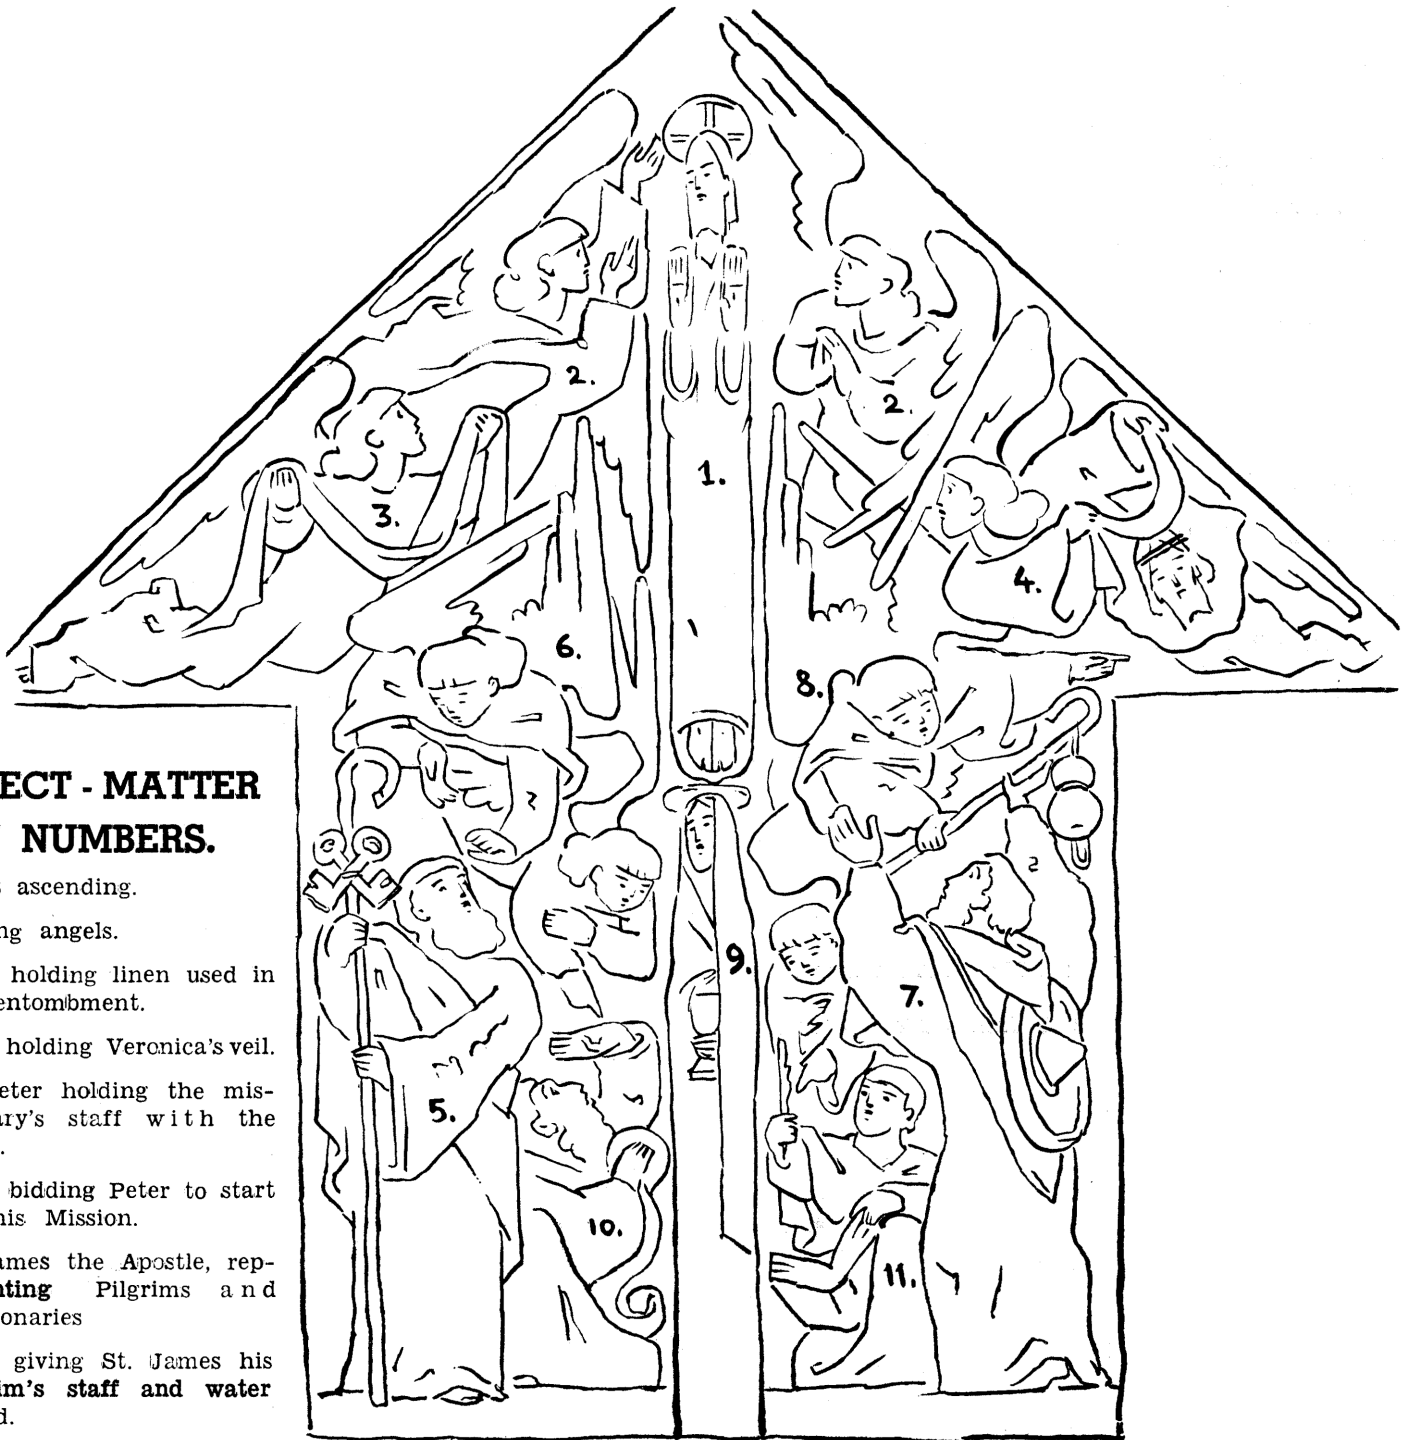 ECT - MATTER
NUMBERS.
ascending.
ng angels.
holding linen used in
entombment.
holding Veronica's veil.
eter holding the mis-
ary's staff with the
.
bidding Peter to start
his Mission.
ames the Apostle, rep-
nting Pilgrims and
onaries
giving St. James his
im's staff and water
d.
1.
2.
2.
3.
4.
6.
8.
9.
7.
5.
10.
11.